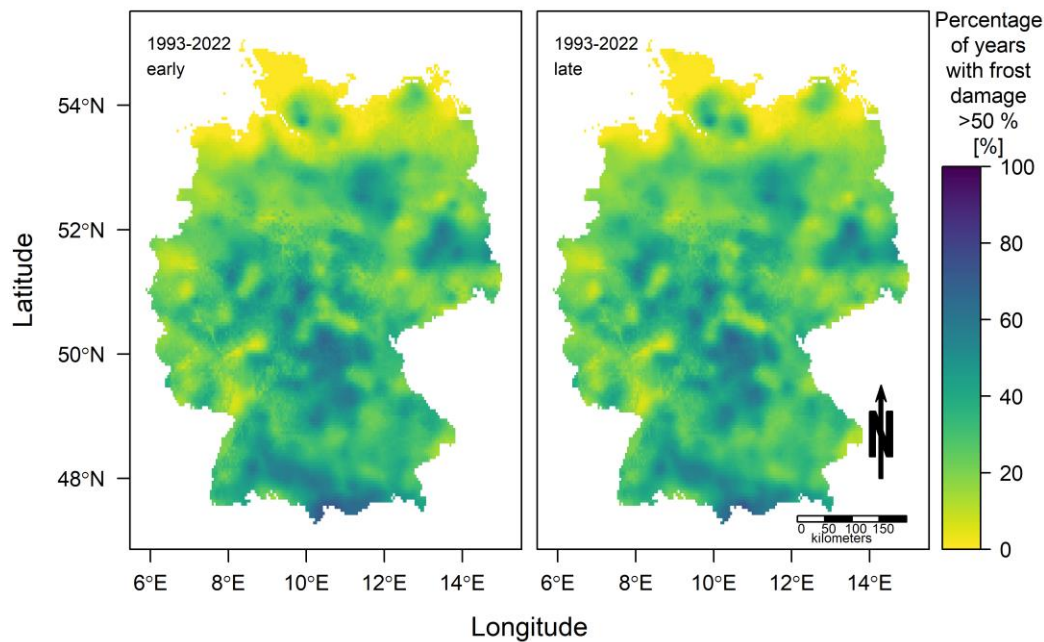 1993-2022
early
1993-2022
late
Percentage
of years
with frost
damage
>50 %
[%]
100
80
60
40
20
0
54°N
52°N
50°N
48°N
Latitude
N
0 50 100 150
kilometers
6°E 8°E 10°E 12°E 14°E
6°E 8°E 10°E 12°E 14°E
Longitude